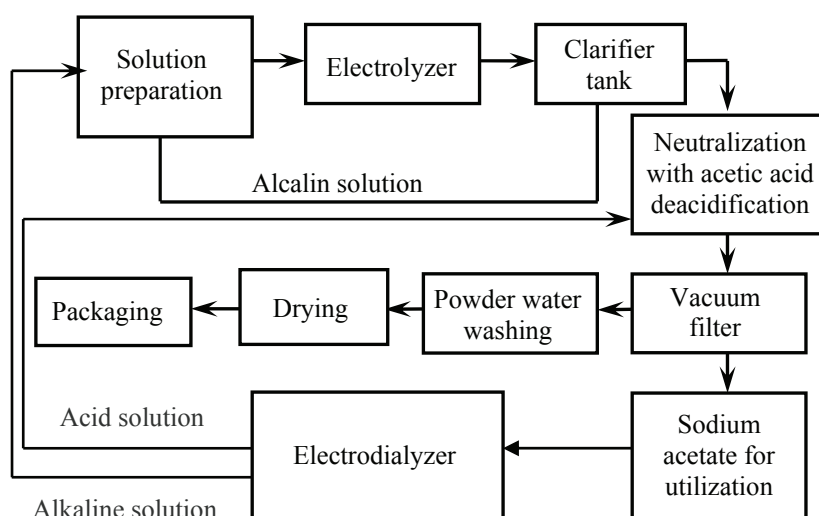 Solution
preparation
Electrolyzer
Clarifier
tank
Alcalin solution
Neutralization
with acetic acid
deacidification
Packaging
Drying
Powder water
washing
Vacuum
filter
Acid solution
Electrodialyzer
Sodium
acetate for
utilization
Alkaline solution